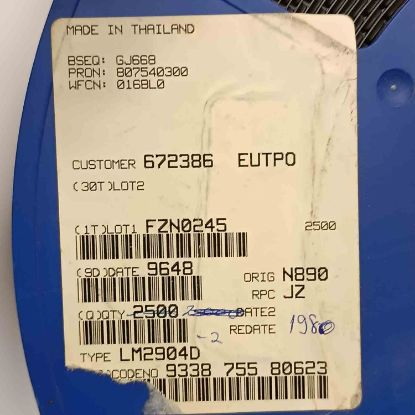 MADE IN THAILAND
BSEQ: GJ668
PRON: 807540300
WFCN: 016BL0
CUSTOMER 672386 EUTPO
(30T)LOT2
(1T)LOT1 FZN0245 2500
(9D)DATE 9648 ORIG N890
RPC JZ
(Q)QTY 2500 DATE2
-2 REDATE 1980
TYPE LM2904D
CODENO 9338 755 80623